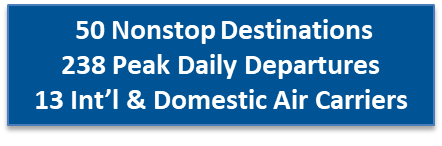 50 Nonstop Destinations
238 Peak Daily Departures
13 Int’l & Domestic Air Carriers